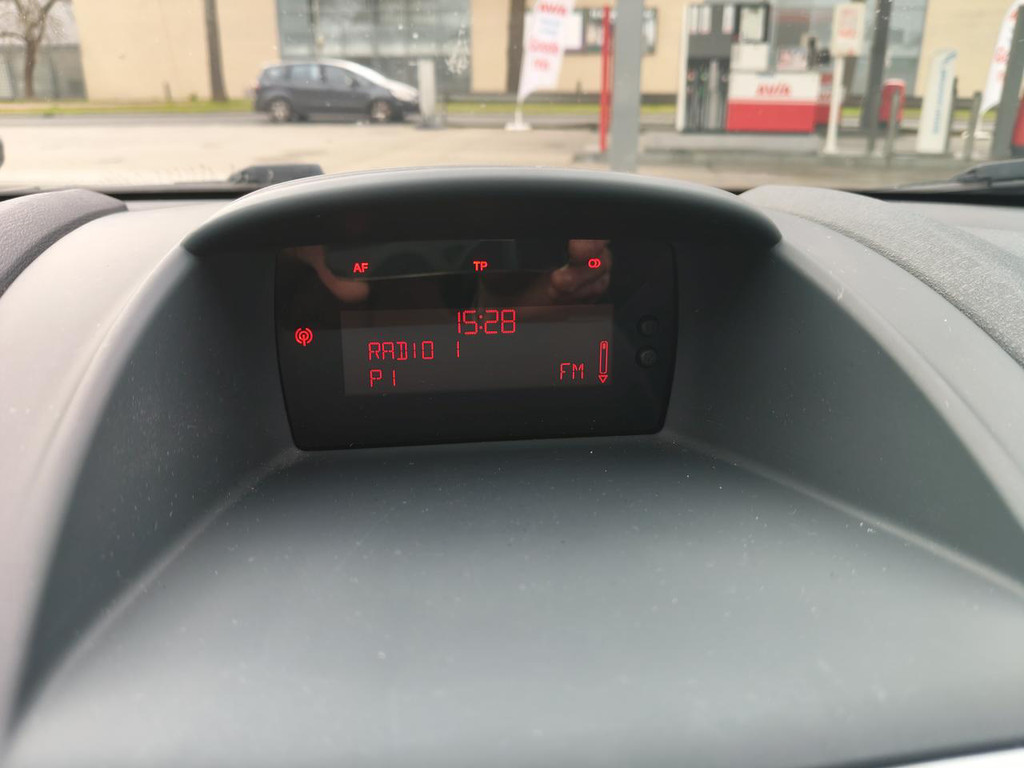 AVIA
AF TP
15:28
RADIO 1
P1 FM